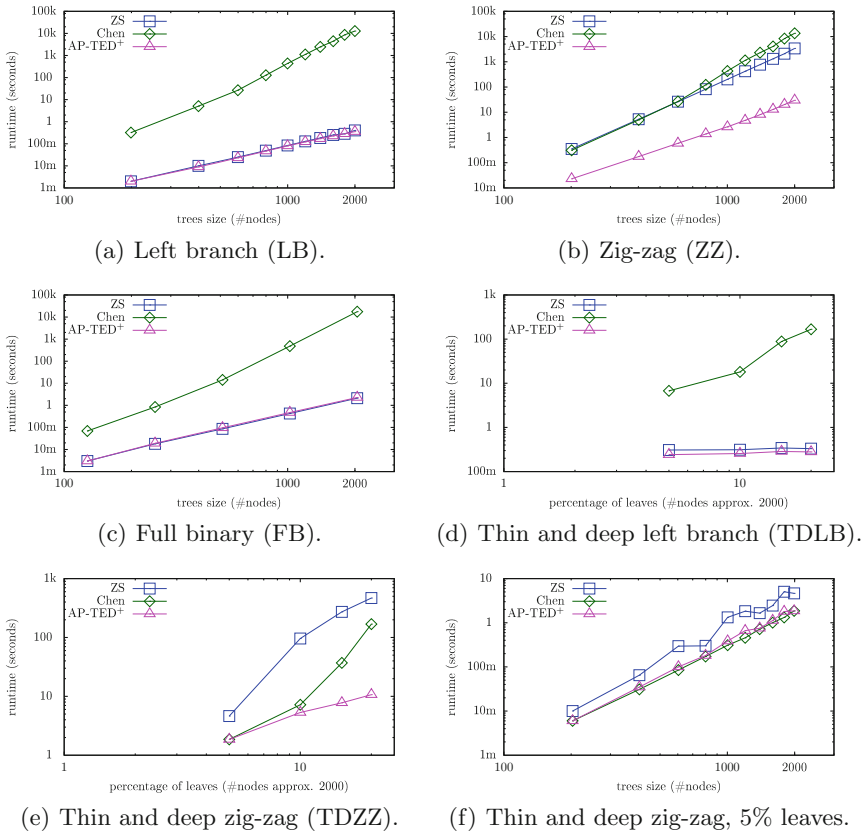 ZS
Chen
AP-TED+
runtime (seconds)
100k
10k
1k
100
10
1
100m
10m
1m
100
1000
2000
trees size (#nodes)
(a) Left branch (LB).
ZS
Chen
AP-TED+
runtime (seconds)
100k
10k
1k
100
10
1
100m
10m
100
1000
2000
trees size (#nodes)
(b) Zig-zag (ZZ).
ZS
Chen
AP-TED+
runtime (seconds)
100k
10k
1k
100
10
1
100m
10m
1m
100
1000
2000
trees size (#nodes)
(c) Full binary (FB).
ZS
Chen
AP-TED+
runtime (seconds)
1k
100
10
1
100m
1
10
percentage of leaves (#nodes approx. 2000)
(d) Thin and deep left branch (TDLB).
ZS
Chen
AP-TED+
runtime (seconds)
1k
100
10
1
1
10
percentage of leaves (#nodes approx. 2000)
(e) Thin and deep zig-zag (TDZZ).
ZS
Chen
AP-TED+
runtime (seconds)
10
1
100m
10m
1m
100
1000
2000
trees size (#nodes)
(f) Thin and deep zig-zag, 5% leaves.